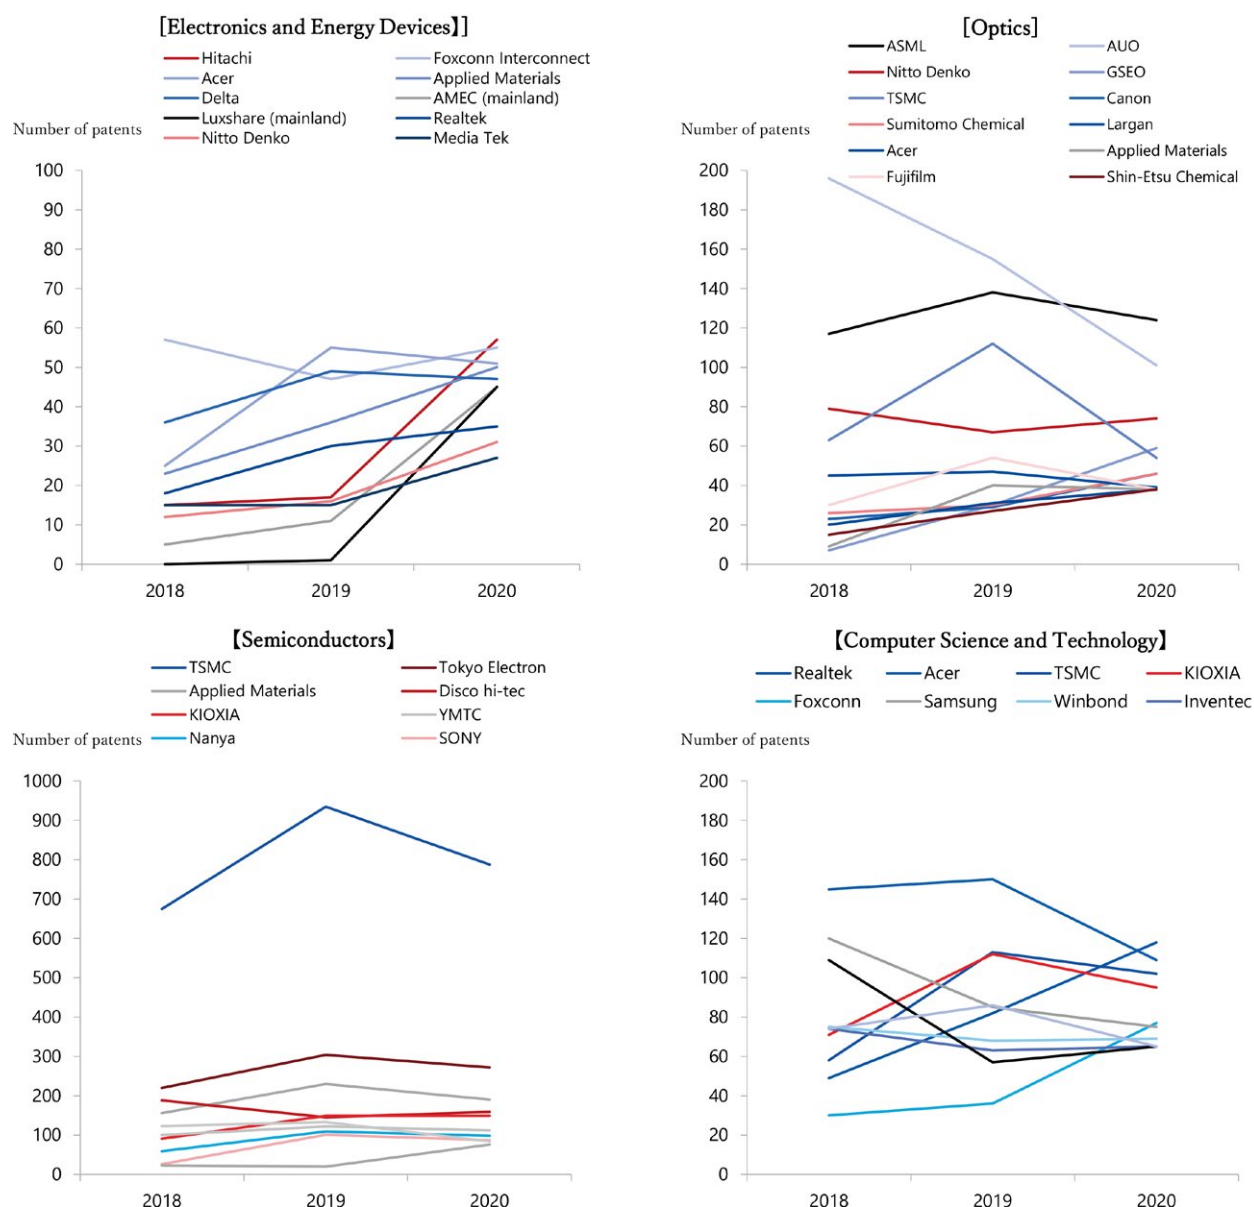 [Electronics and Energy Devices】]
Hitachi
Foxconn Interconnect
Acer
Applied Materials
Delta
AMEC (mainland)
Luxshare (mainland)
Realtek
Nitto Denko
Media Tek
Number of patents
100
90
80
70
60
50
40
30
20
10
0
2018 2019 2020
[Optics]
ASML
AUO
Nitto Denko
GSEO
TSMC
Canon
Sumitomo Chemical
Largan
Acer
Applied Materials
Fujifilm
Shin-Etsu Chemical
Number of patents
200
180
160
140
120
100
80
60
40
20
0
2018 2019 2020
【Semiconductors】
TSMC
Tokyo Electron
Applied Materials
Disco hi-tec
KIOXIA
YMTC
Nanya
SONY
Number of patents
1000
900
800
700
600
500
400
300
200
100
0
2018 2019 2020
【Computer Science and Technology】
Realtek Acer TSMC KIOXIA
Foxconn Samsung Winbond Inventec
Number of patents
200
180
160
140
120
100
80
60
40
20
0
2018 2019 2020